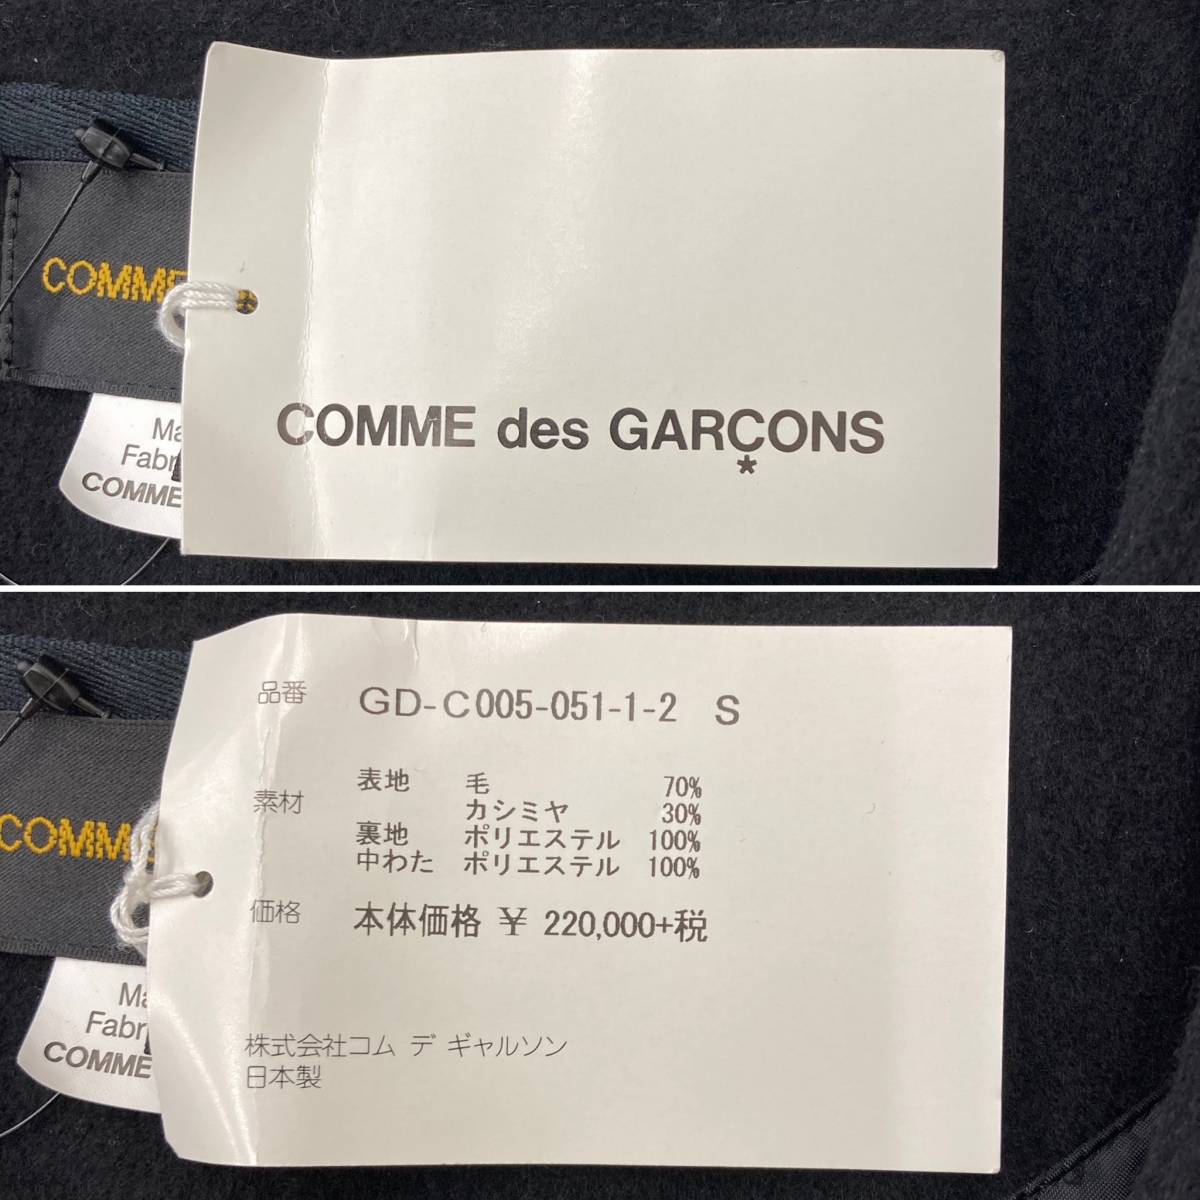 COMME
Fabr
COMME
COMME des GARÇONS
*
品番 GD-C005-051-1-2 S
素材
表地 毛 70%
カシミヤ 30%
裏地 ポリエステル 100%
中わた ポリエステル 100%
価格 本体価格 ¥ 220,000+税
株式会社コム デ ギャルソン
日本製
COMME
Ma
Fabr
COMME